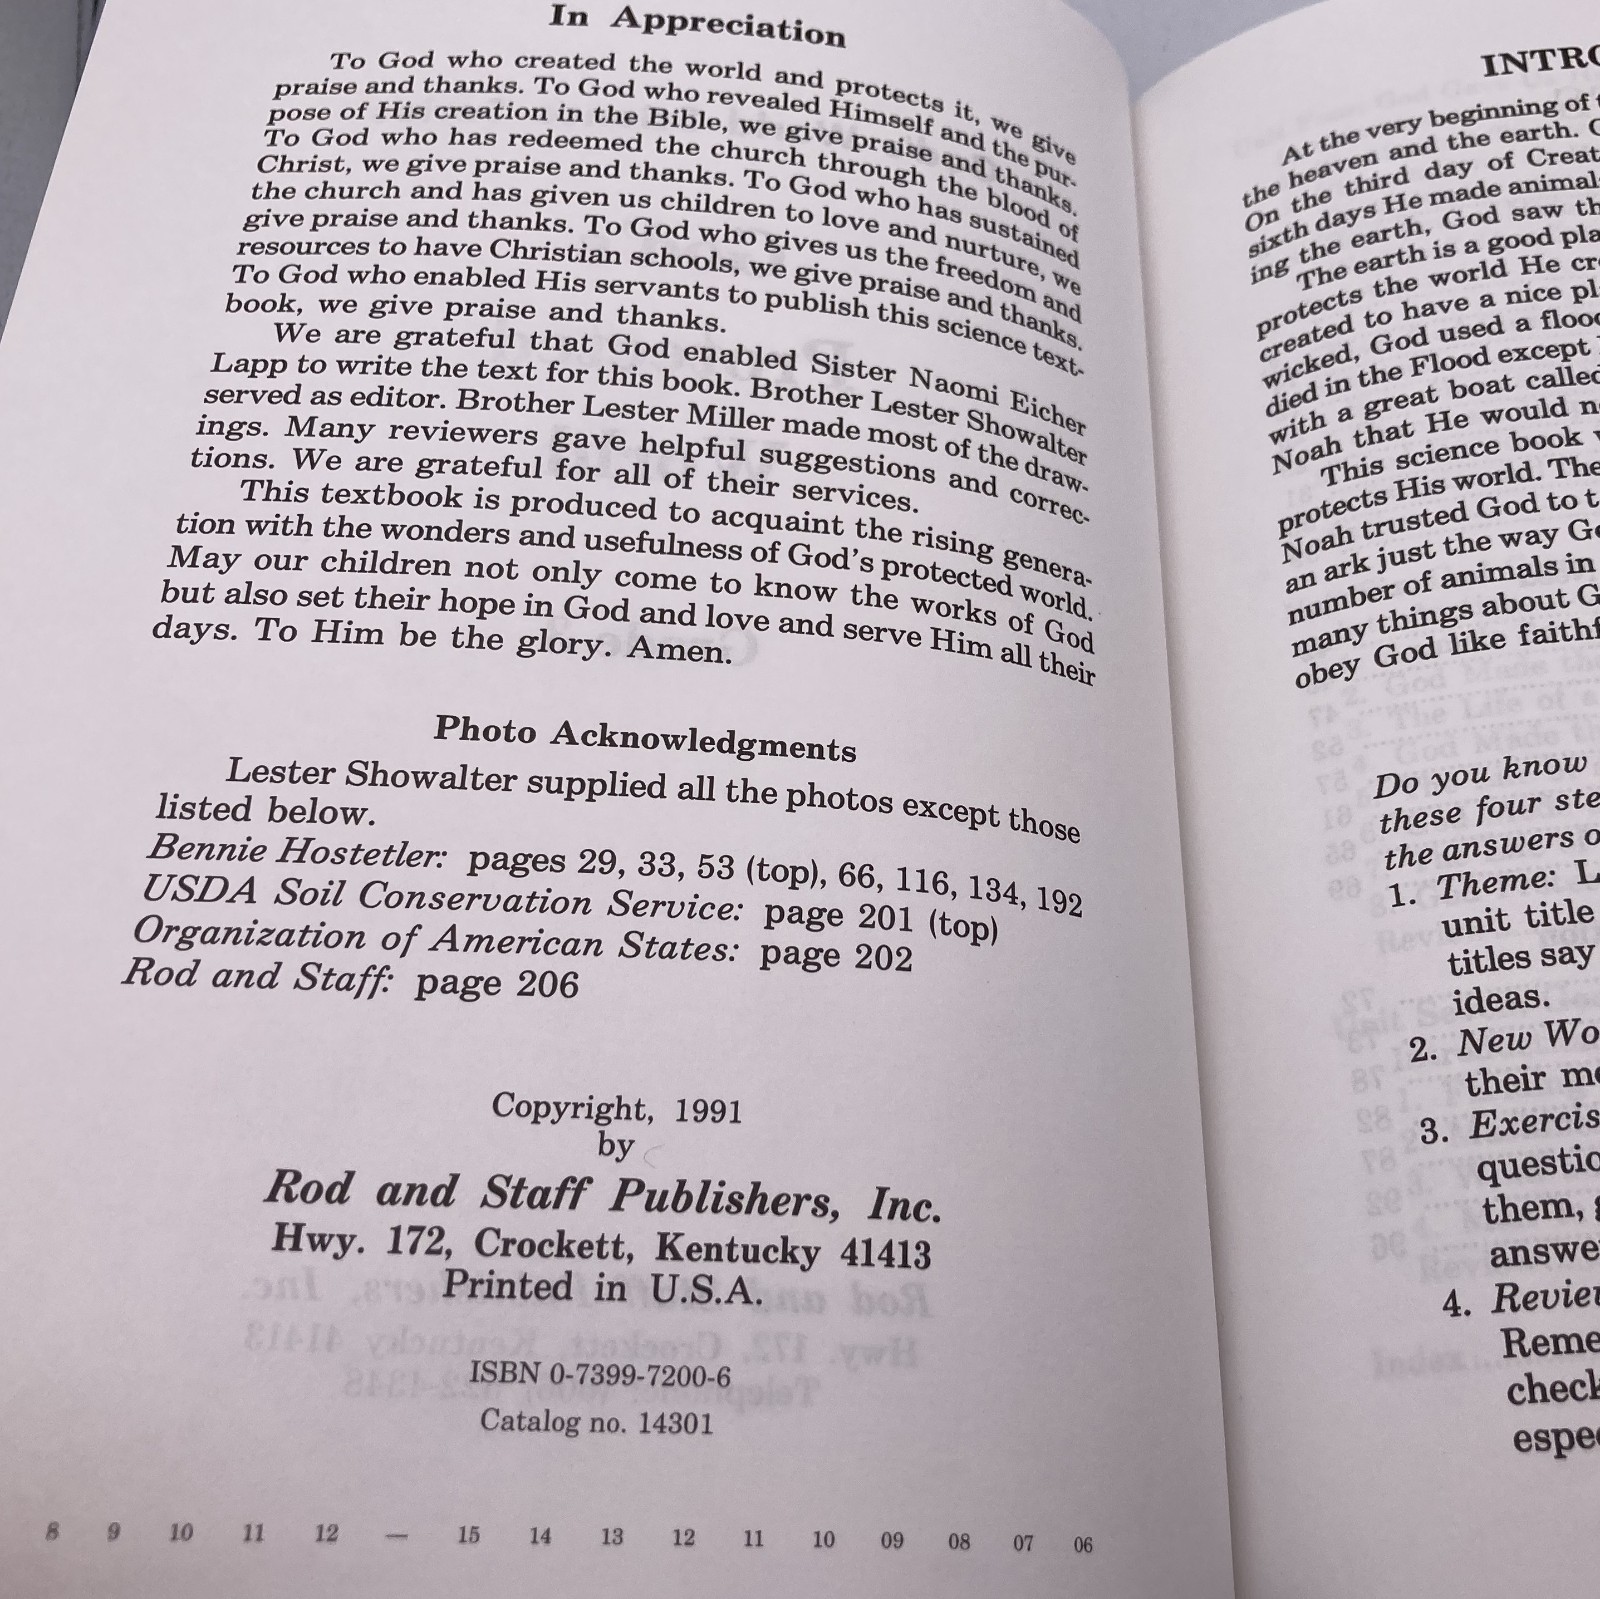 In Appreciation
To God who created the world and protects it, we give
praise and thanks. To God who revealed Himself and the pur-
pose of His creation in the Bible, we give praise and thanks.
To God who has redeemed the church through the blood of
Christ, we give praise and thanks. To God who has sustained
the church and has given us children to love and nurture, we
give praise and thanks. To God who gives us the freedom and
resources to have Christian schools, we give praise and thanks.
To God who enabled His servants to publish this science text-
book, we give praise and thanks.
We are grateful that God enabled Sister Naomi Eicher
Lapp to write the text for this book. Brother Lester Showalter
served as editor. Brother Lester Miller made most of the draw-
ings. Many reviewers gave helpful suggestions and correc-
tions. We are grateful for all of their services.
This textbook is produced to acquaint the rising genera-
tion with the wonders and usefulness of God's protected world.
May our children not only come to know the works of God
but also set their hope in God and love and serve Him all their
days. To Him be the glory. Amen.
Photo Acknowledgments
Lester Showalter supplied all the photos except those
listed below.
Bennie Hostetler: pages 29, 33, 53 (top), 66, 116, 134, 192
USDA Soil Conservation Service: page 201 (top)
Organization of American States: page 202
Rod and Staff: page 206
Copyright, 1991
by
Rod and Staff Publishers, Inc.
Hwy. 172, Crockett, Kentucky 41413
Printed in U.S.A.
ISBN 0-7399-7200-6
Catalog no. 14301
8 9 10 11 12 — 15 14 13 12 11 10 09 08 07 06
INTRO
At the very beginning of
the heaven and the earth.
On the third day of Creat
sixth days He made animal
ing the earth, God saw th
The earth is a good pla
protects the world He cr
created to have a nice pl
wicked, God used a flood
died in the Flood except
with a great boat called
Noah that He would n
This science book
protects His world. The
Noah trusted God to t
an ark just the way G
number of animals in
many things about G
obey God like faithf
Do you know
these four ste
the answers o
1. Theme: L
unit title
titles say
ideas.
2. New Wo
their me
3. Exercis
questio
them, g
answe
4. Review
Reme
check
espec